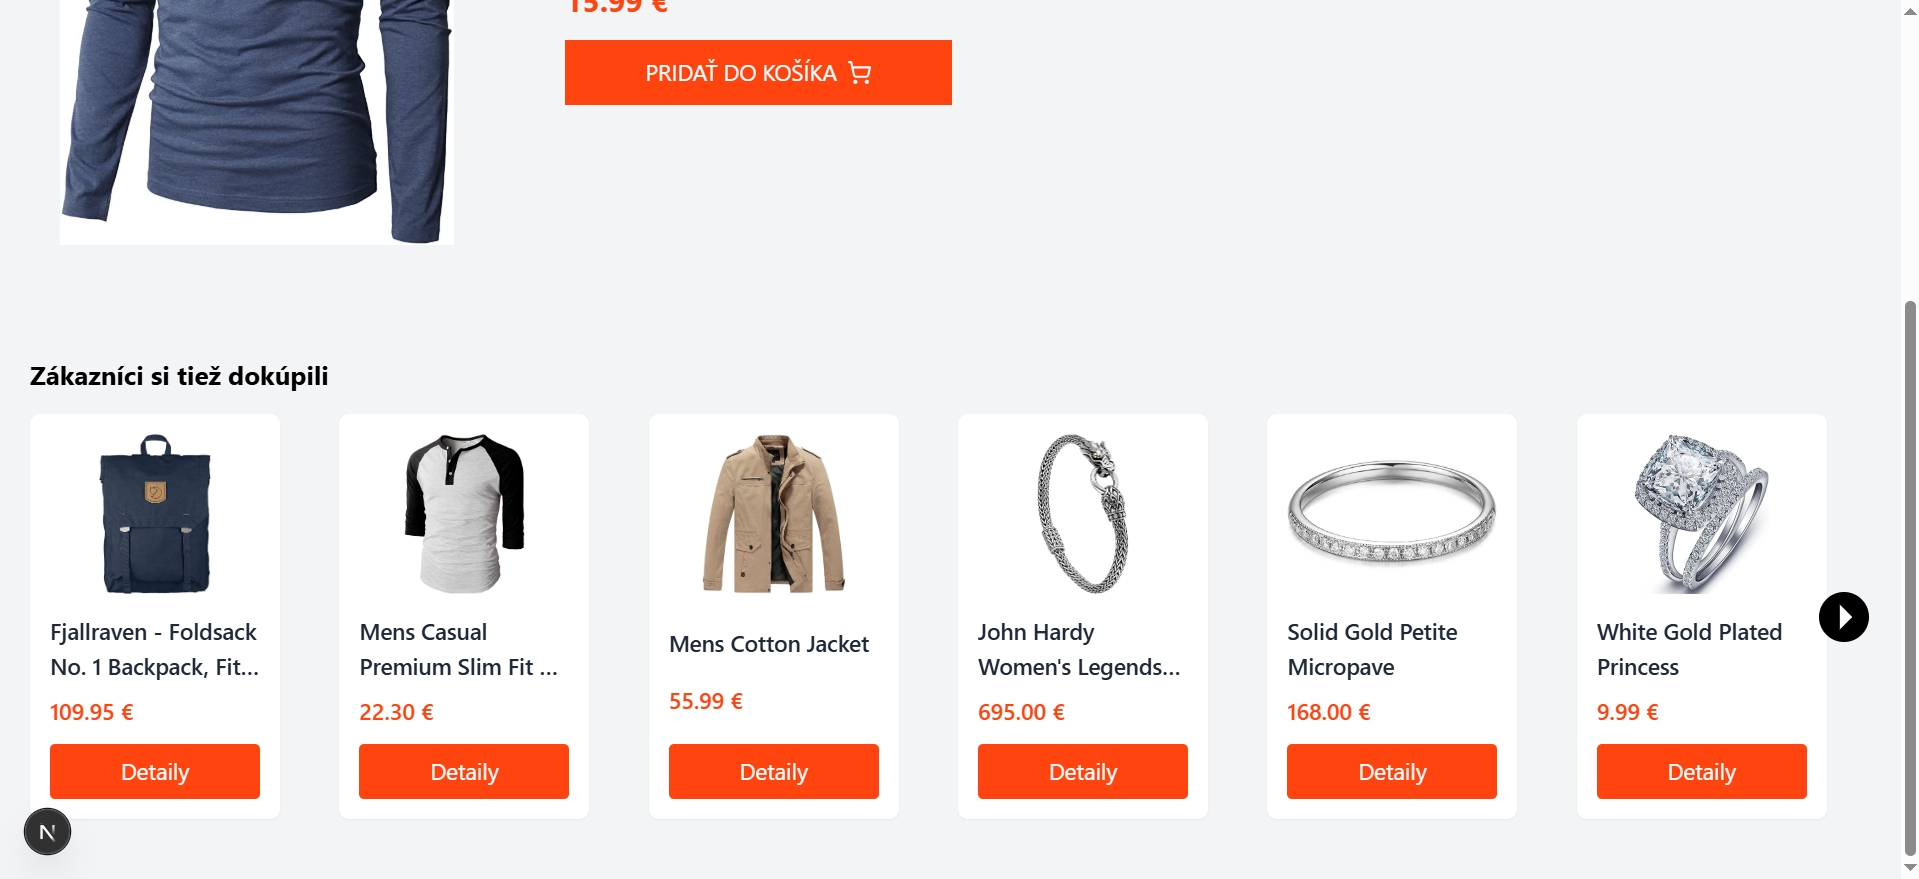 15.99 €
PRIDAŤ DO KOŠÍKA
Zákazníci si tiež dokúpili
Fjallraven - Foldsack
No. 1 Backpack, Fit...
109.95 €
Detaily
Mens Casual
Premium Slim Fit ...
22.30 €
Detaily
Mens Cotton Jacket
55.99 €
Detaily
John Hardy
Women's Legends...
695.00 €
Detaily
Solid Gold Petite
Micropave
168.00 €
Detaily
White Gold Plated
Princess
9.99 €
Detaily
N